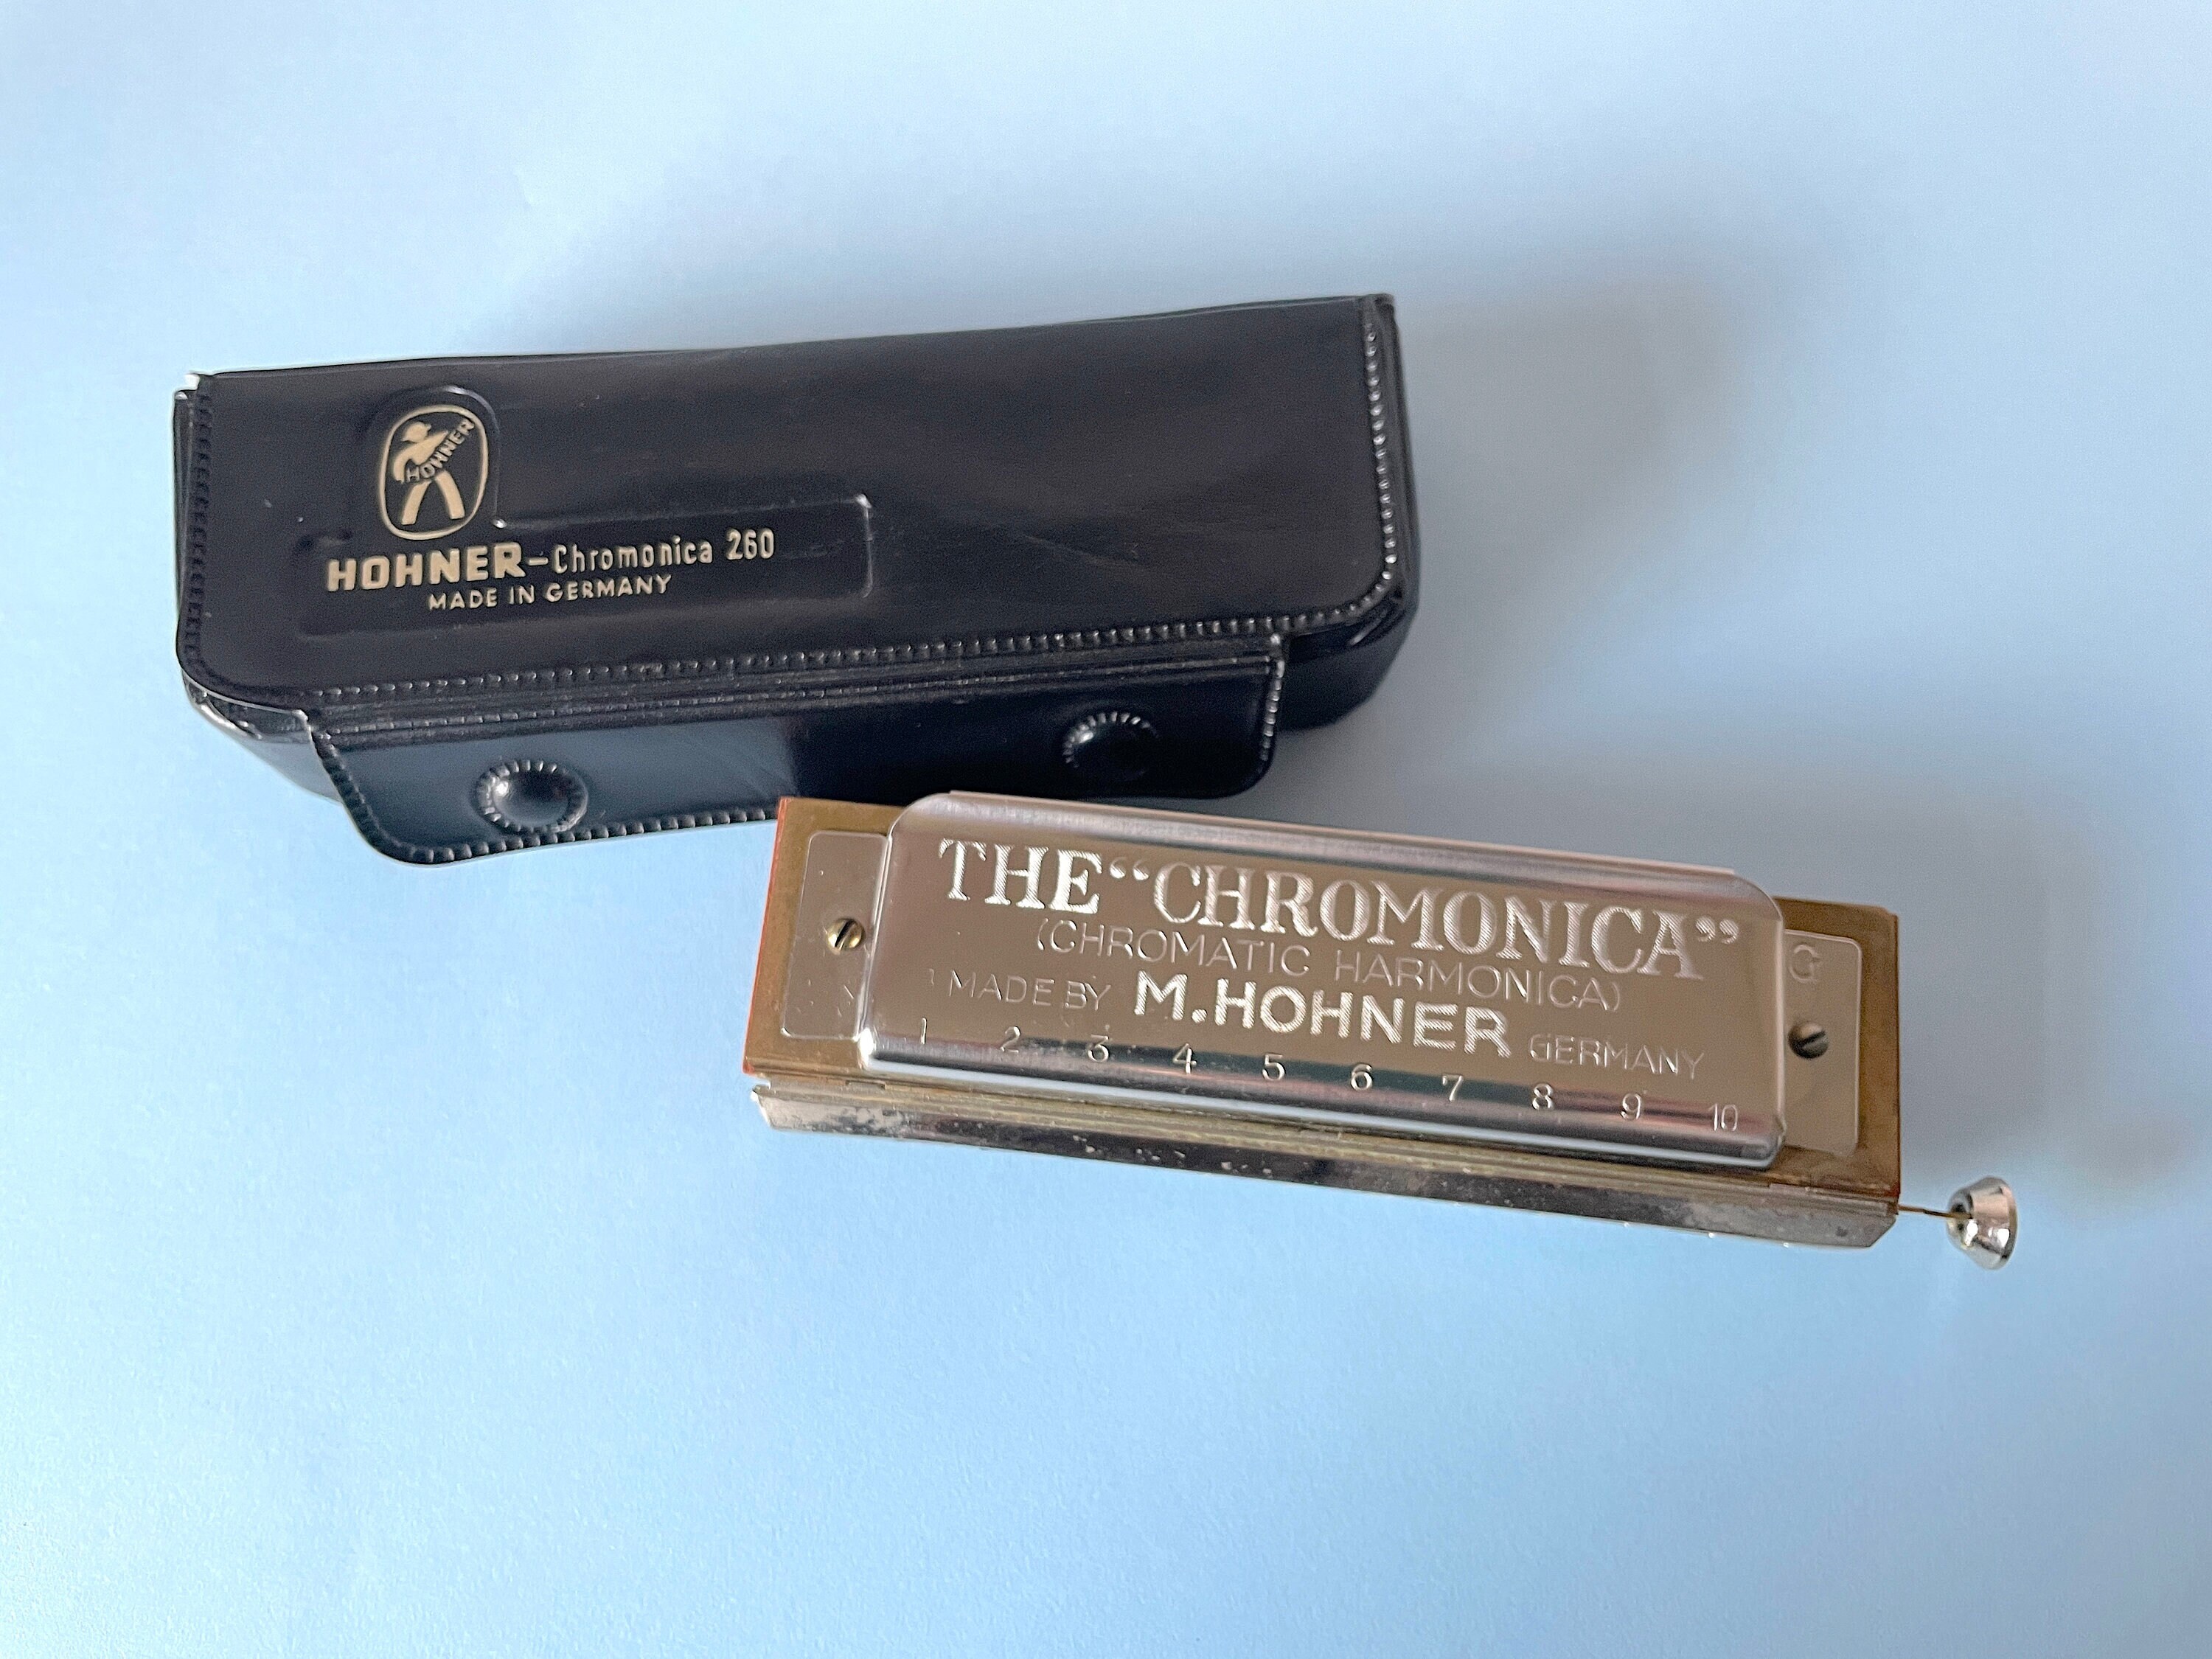 HOHNER
HOHNER-Chromonica 260
MADE IN GERMANY
THE “CHROMONICA”
(CHROMATIC HARMONICA)
MADE BY M.HOHNER GERMANY
1 2 3 4 5 6 7 8 9 10
G